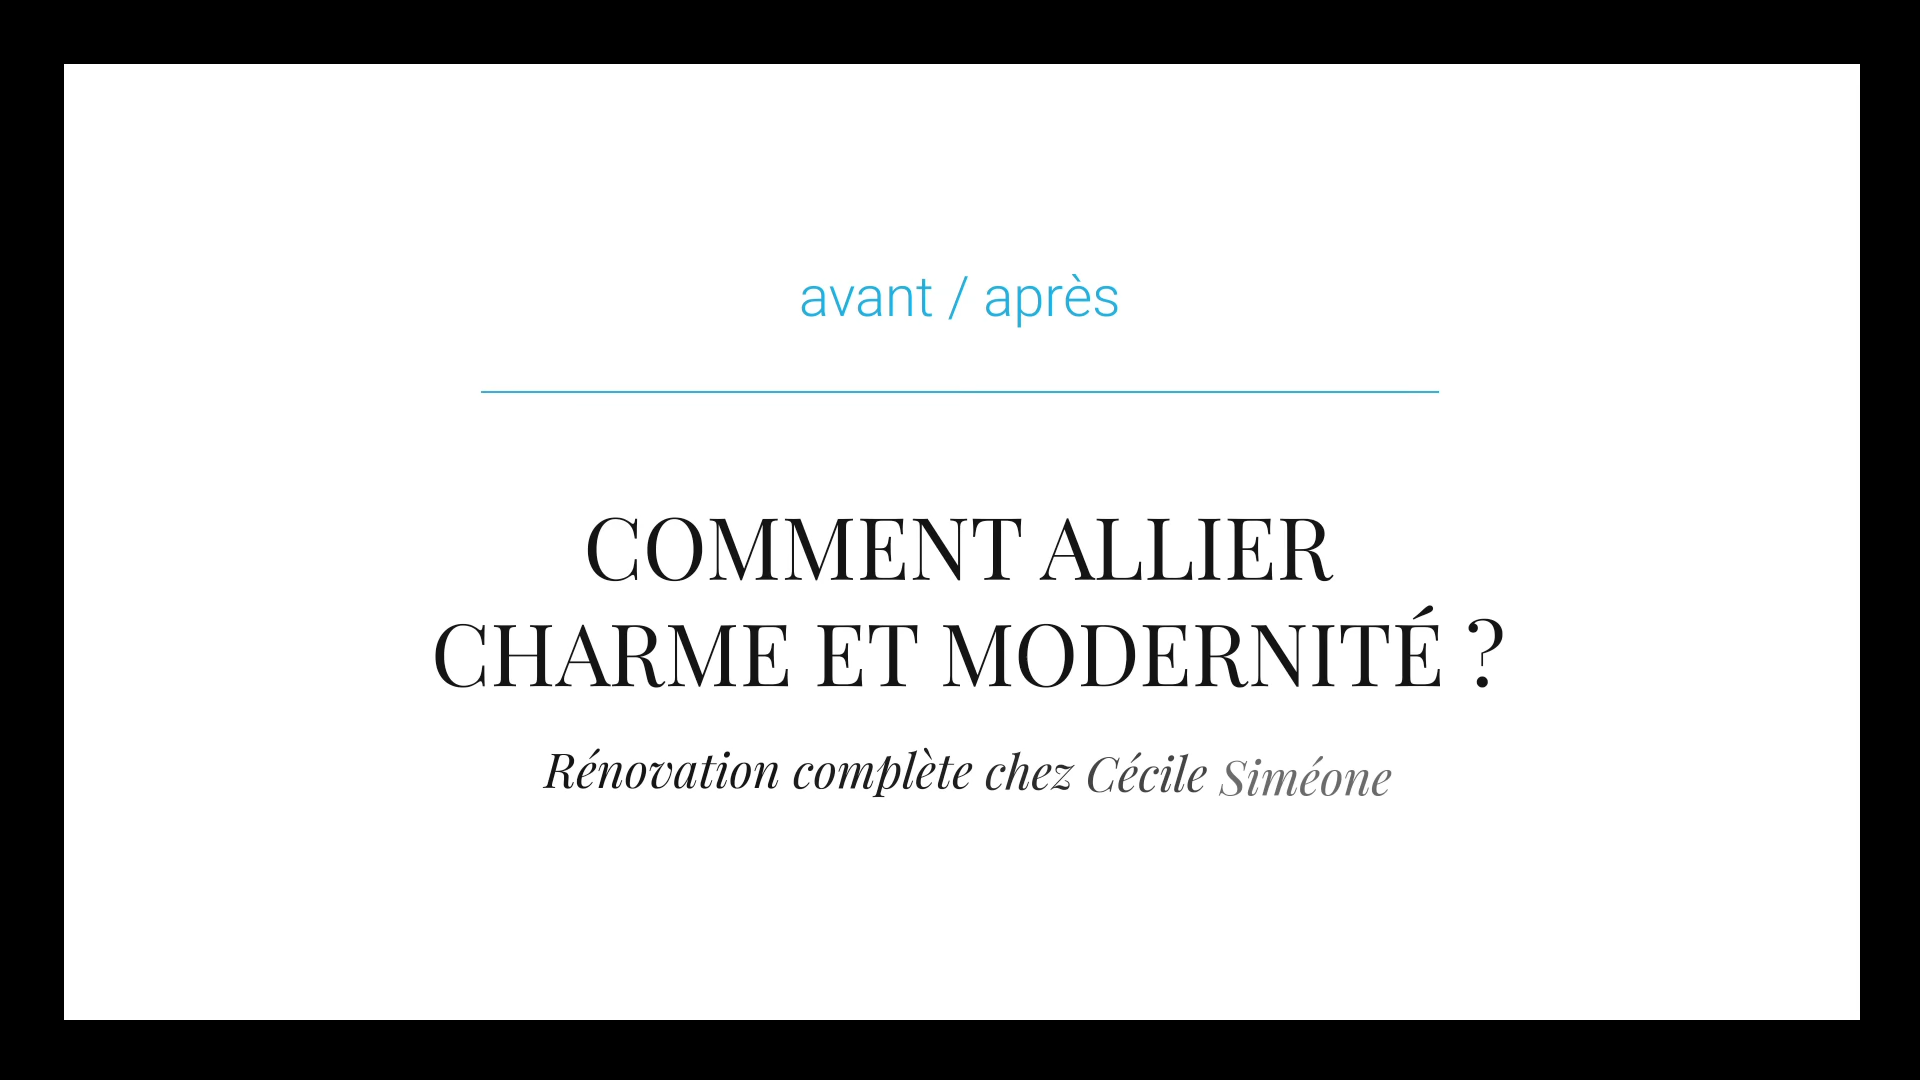 avant / après
COMMENT ALLIER
CHARME ET MODERNITÉ ?
Rénovation complète chez Cécile Siméone